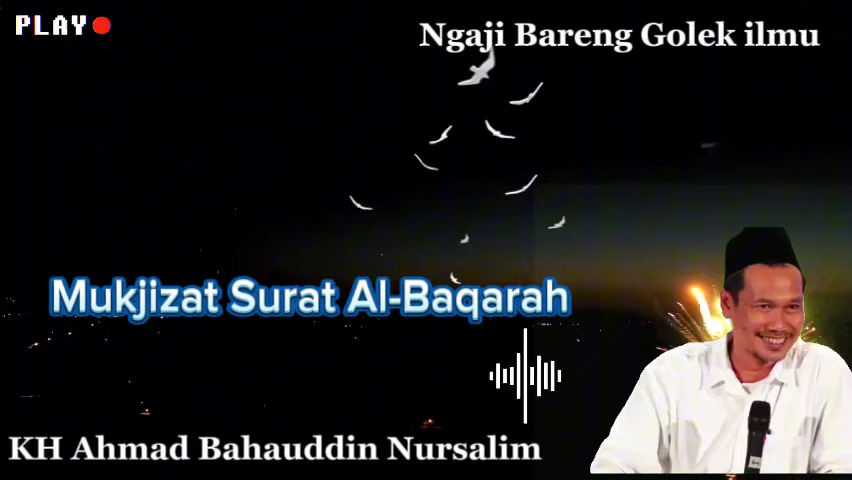 PLAY
Ngaji Bareng Golek ilmu
Mukjizat Surat Al-Baqarah
KH Ahmad Bahauddin Nursalim